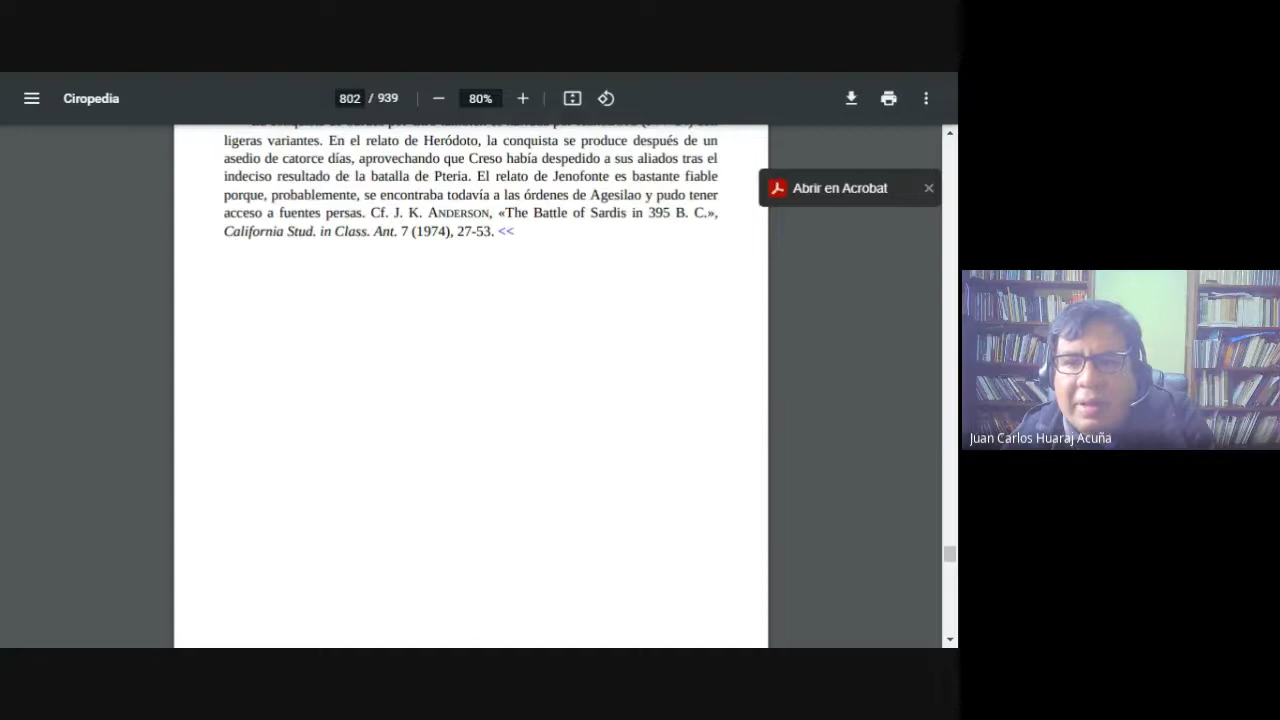 Ciropedia
802 / 939
80%
ligeras variantes. En el relato de Heródoto, la conquista se produce después de un
asedio de catorce días, aprovechando que Creso había despedido a sus aliados tras el
indeciso resultado de la batalla de Pteria. El relato de Jenofonte es bastante fiable
porque, probablemente, se encontraba todavía a las órdenes de Agesilao y pudo tener
acceso a fuentes persas. Cf. J. K. ANDERSON, «The Battle of Sardis in 395 B. C.»,
California Stud. in Class. Ant. 7 (1974), 27-53. <<
Abrir en Acrobat
Juan Carlos Huaraj Acuña